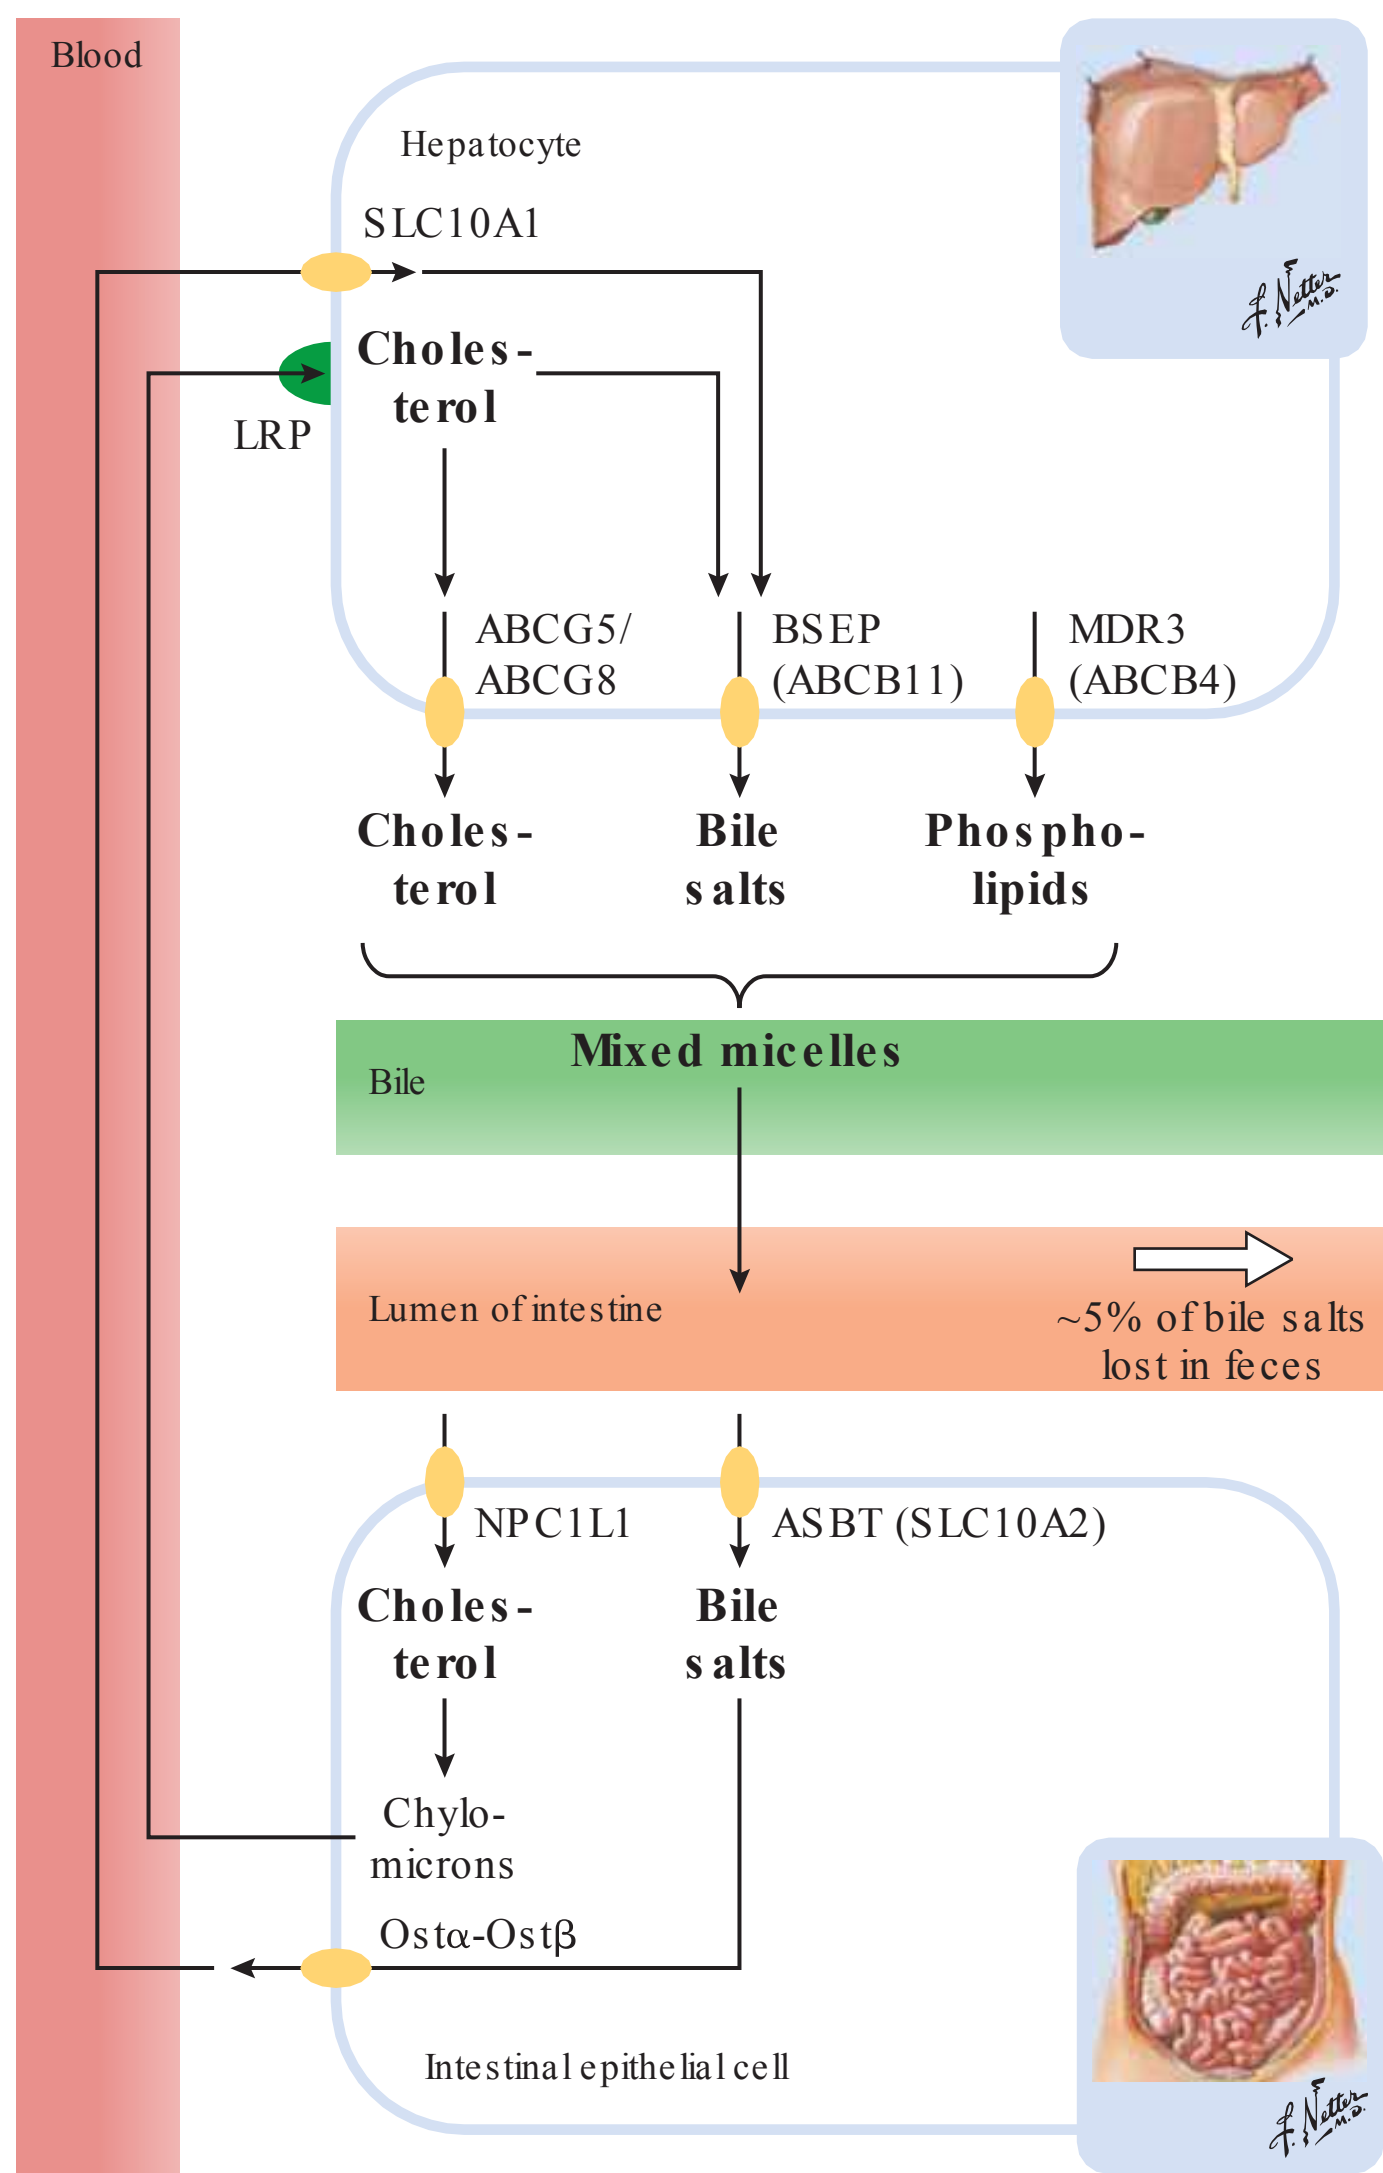 Blood
Hepatocyte
SLC10A1
Choles-
terol
LRP
ABCG5/
ABCG8
BSEP
(ABCB11)
MDR3
(ABCB4)
Choles-
terol
Bile
salts
Phospho-
lipids
Mixed micelles
Bile
Lumen of intestine
~5% of bile salts
lost in feces
NPC1L1
ASBT (SLC10A2)
Choles-
terol
Bile
salts
Chylo-
microns
Ostα-Ostβ
Intestinal epithelial cell
F. Netter
M.D.
F. Netter
M.D.